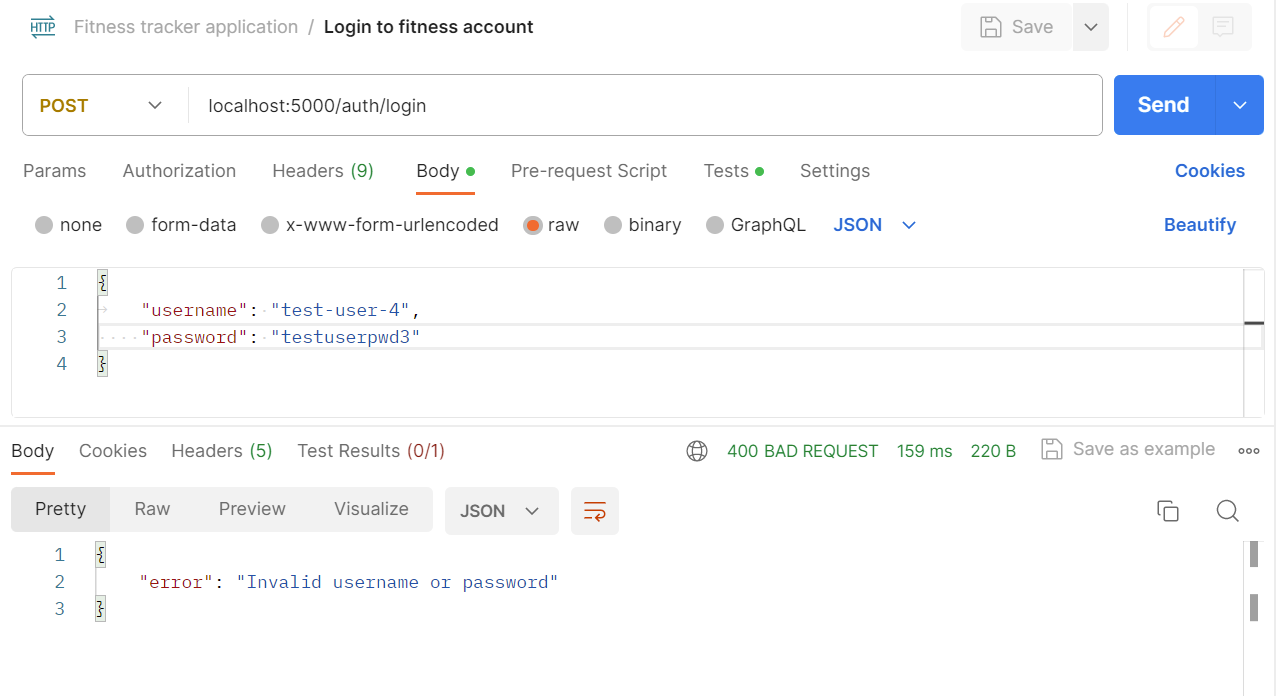 HTTP Fitness tracker application / Login to fitness account Save
POST localhost:5000/auth/login Send
Params Authorization Headers (9) Body Pre-request Script Tests Settings Cookies
none form-data x-www-form-urlencoded raw binary GraphQL JSON Beautify
1 {
2 "username": "test-user-4",
3 "password": "testuserpwd3"
4 }
Body Cookies Headers (5) Test Results (0/1) 400 BAD REQUEST 159 ms 220 B Save as example
Pretty Raw Preview Visualize JSON
1 {
2 "error": "Invalid username or password"
3 }